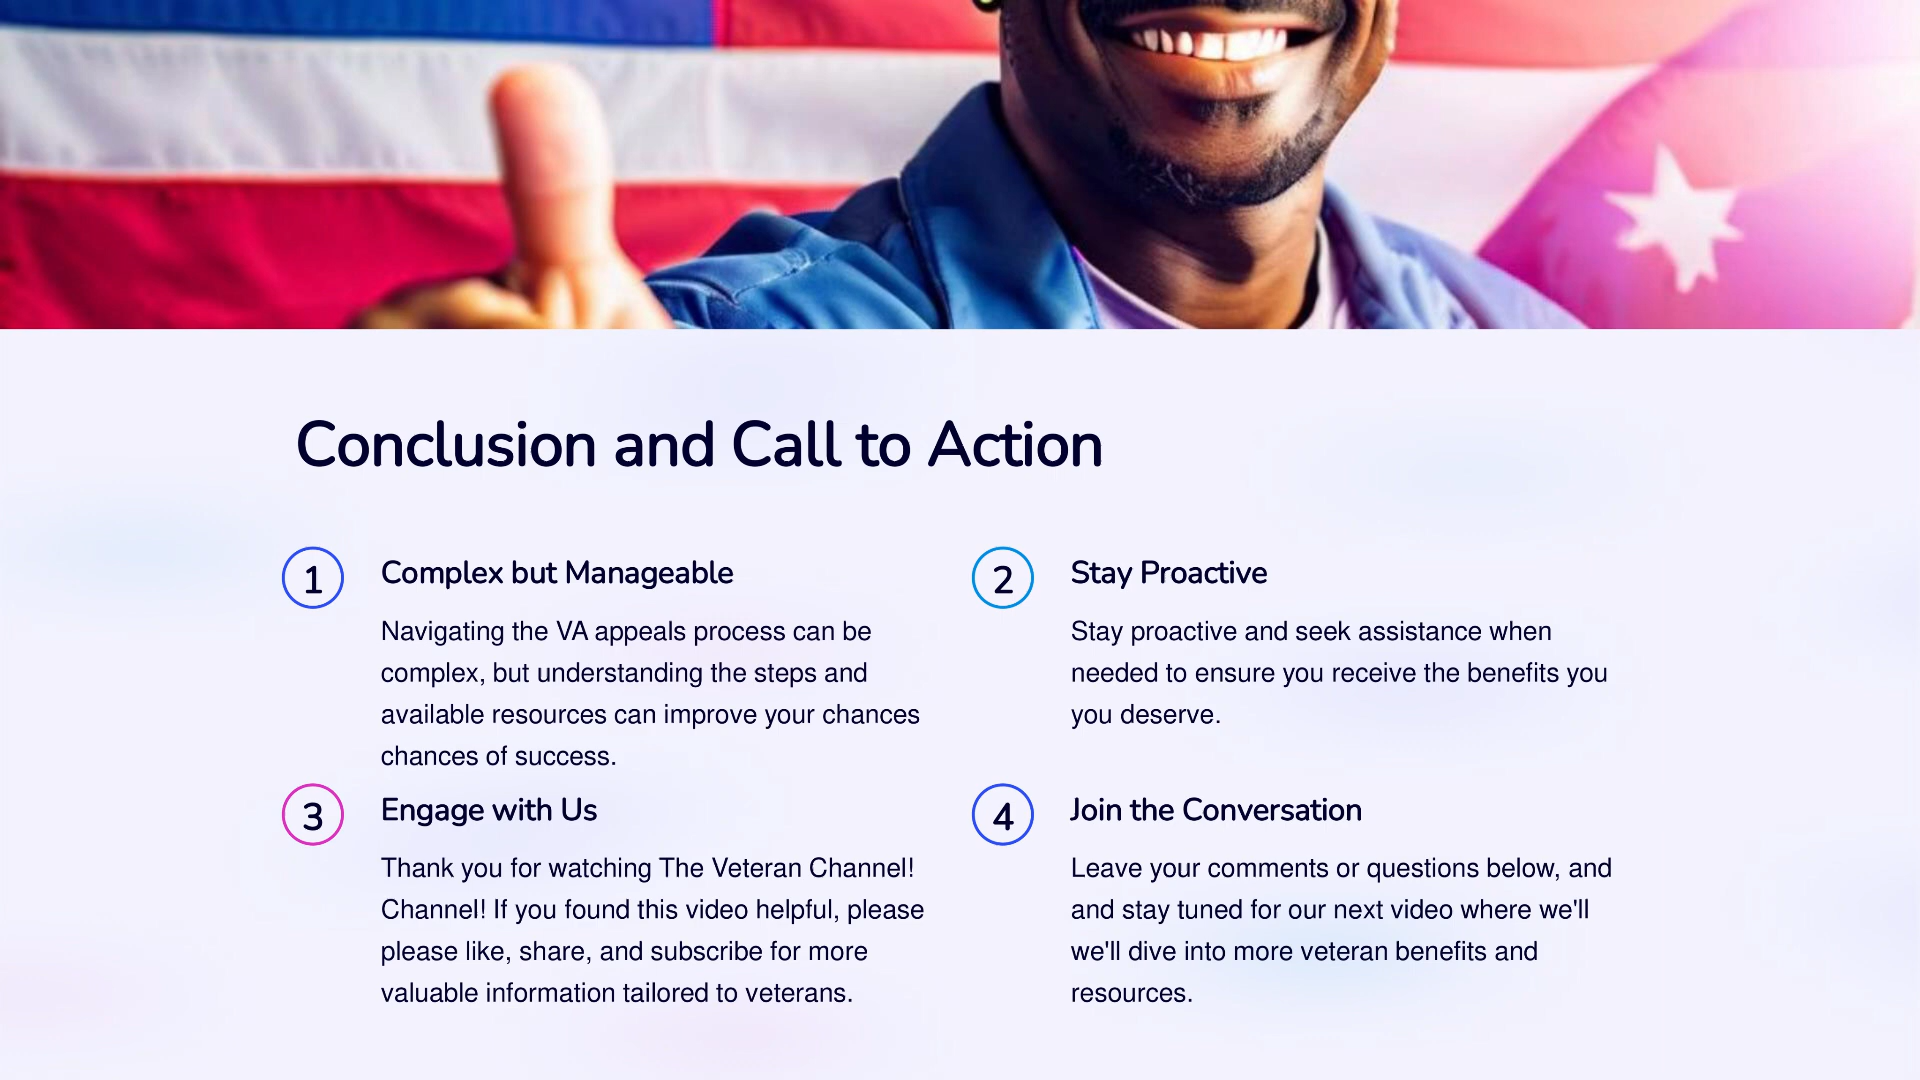 Conclusion and Call to Action
1
Complex but Manageable
Navigating the VA appeals process can be
complex, but understanding the steps and
available resources can improve your chances
chances of success.
2
Stay Proactive
Stay proactive and seek assistance when
needed to ensure you receive the benefits you
you deserve.
3
Engage with Us
Thank you for watching The Veteran Channel!
Channel! If you found this video helpful, please
please like, share, and subscribe for more
valuable information tailored to veterans.
4
Join the Conversation
Leave your comments or questions below, and
and stay tuned for our next video where we'll
we'll dive into more veteran benefits and
resources.